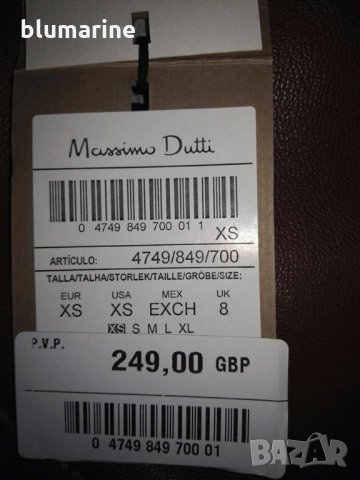 blumarine
Massimo Dutti
0 4749 849 700 01 1
XS
ARTÍCULO: 4749/849/700
TALLA/TALHA/STORLEK/TAILLE/GRÖBE/SIZE:
EUR USA MEX UK
XS XS EXCH 8
XS S M L XL
P.V.P.
249,00 GBP
0 4749 849 700 01
BAZAR